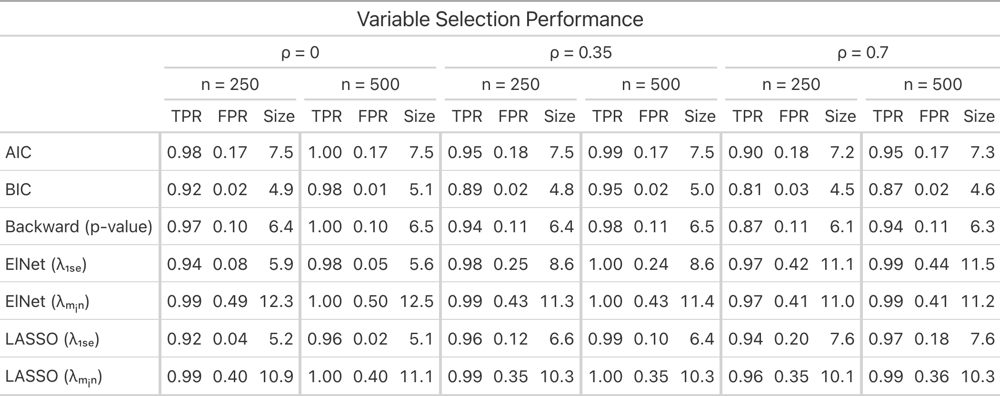 Variable Selection Performance
ρ = 0 ρ = 0.35 ρ = 0.7
n = 250 n = 500 n = 250 n = 500 n = 250 n = 500
TPR FPR Size TPR FPR Size TPR FPR Size TPR FPR Size TPR FPR Size TPR FPR Size
AIC 0.98 0.17 7.5 1.00 0.17 7.5 0.95 0.18 7.5 0.99 0.17 7.5 0.90 0.18 7.2 0.95 0.17 7.3
BIC 0.92 0.02 4.9 0.98 0.01 5.1 0.89 0.02 4.8 0.95 0.02 5.0 0.81 0.03 4.5 0.87 0.02 4.6
Backward (p-value) 0.97 0.10 6.4 1.00 0.10 6.5 0.94 0.11 6.4 0.98 0.11 6.5 0.87 0.11 6.1 0.94 0.11 6.3
ElNet (λ₁se) 0.94 0.08 5.9 0.98 0.05 5.6 0.98 0.25 8.6 1.00 0.24 8.6 0.97 0.42 11.1 0.99 0.44 11.5
ElNet (λₘᵢₙ) 0.99 0.49 12.3 1.00 0.50 12.5 0.99 0.43 11.3 1.00 0.43 11.4 0.97 0.41 11.0 0.99 0.41 11.2
LASSO (λ₁se) 0.92 0.04 5.2 0.96 0.02 5.1 0.96 0.12 6.6 0.99 0.10 6.4 0.94 0.20 7.6 0.97 0.18 7.6
LASSO (λₘᵢₙ) 0.99 0.40 10.9 1.00 0.40 11.1 0.99 0.35 10.3 1.00 0.35 10.3 0.96 0.35 10.1 0.99 0.36 10.3